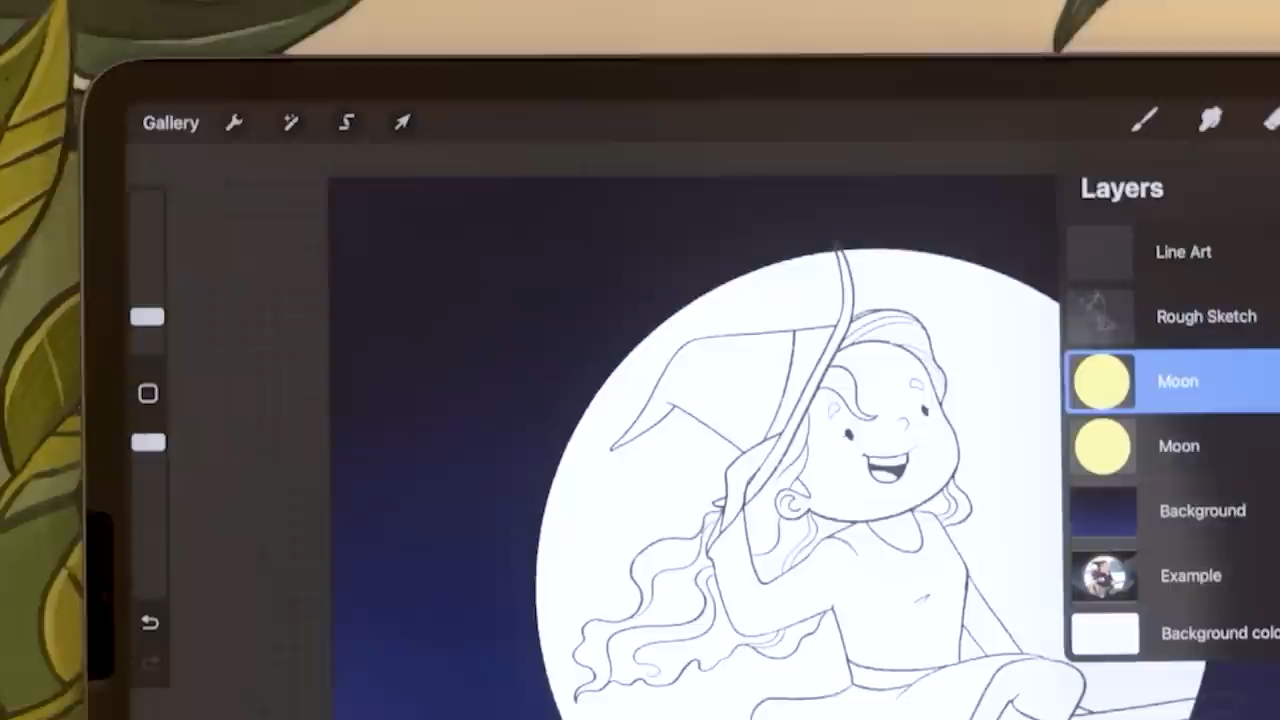 Gallery
Layers
Line Art
Rough Sketch
Moon
Moon
Background
Example
Background colo